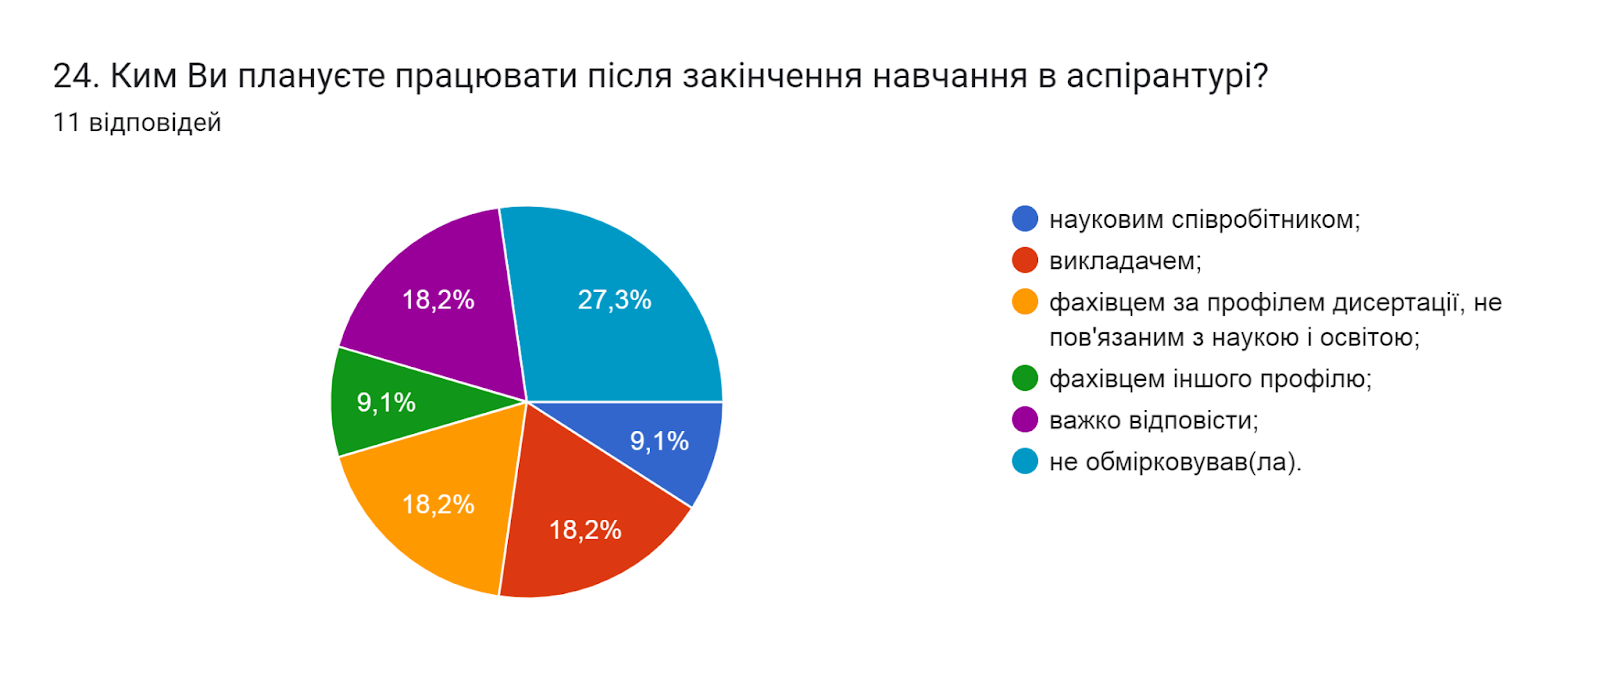 24. Ким Ви плануєте працювати після закінчення навчання в аспірантурі?
11 відповідей
18,2%
27,3%
9,1%
9,1%
18,2%
18,2%
науковим співробітником;
викладачем;
фахівцем за профілем дисертації, не
пов'язаним з наукою і освітою;
фахівцем іншого профілю;
важко відповісти;
не обмірковував(ла).